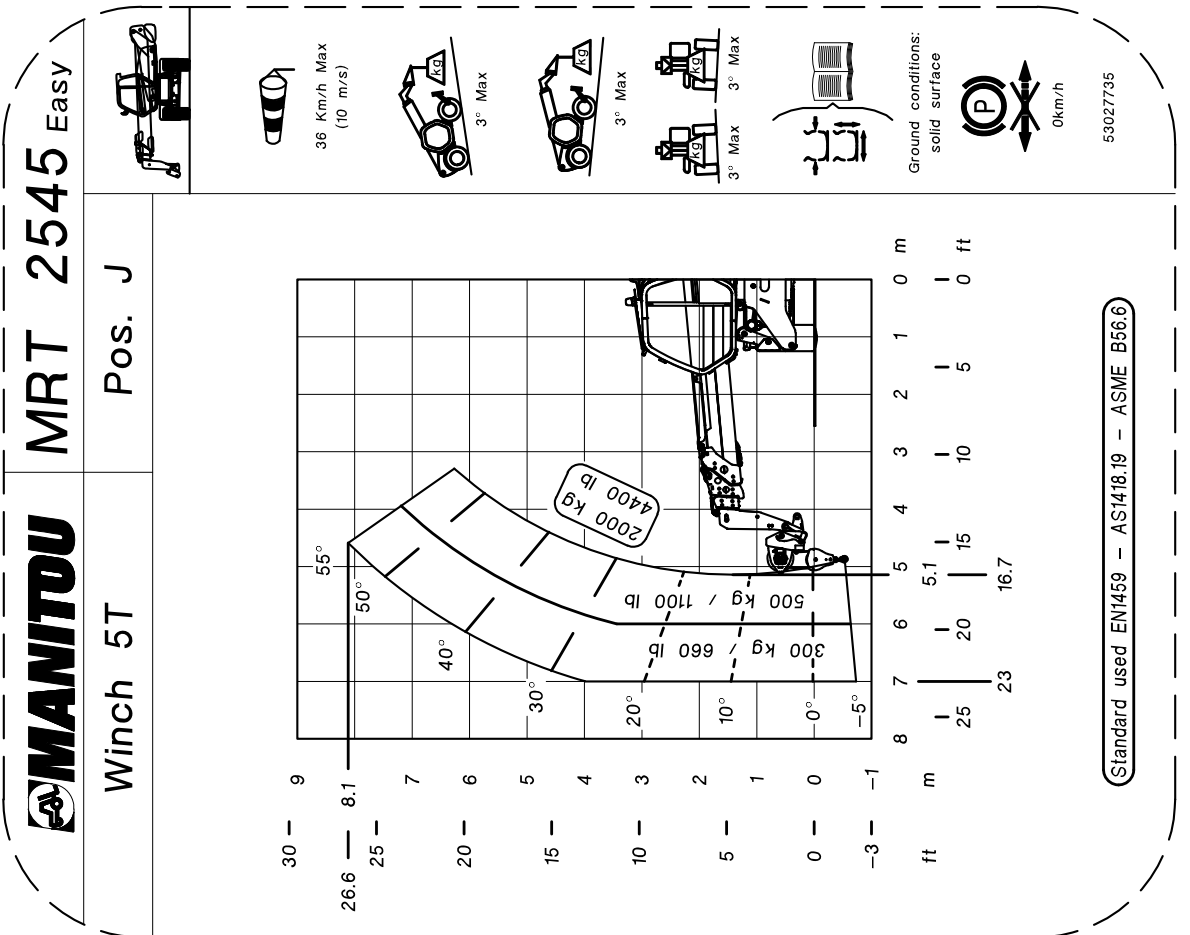 MANITOU
MRT 2545 Easy
Winch 5T
Pos. J
36 Km/h Max
(10 m/s)
kg
3° Max
kg
3° Max
kg
3° Max
kg
3° Max
Ground conditions:
solid surface
P
0km/h
53027735
30
26.6
25
20
15
10
5
0
-3
ft
9
8.1
7
6
5
4
3
2
1
0
-1
m
55°
50°
40°
30°
20°
10°
0°
-5°
2000 kg
4400 lb
500 kg / 1100 lb
300 kg / 660 lb
8
7
6
5.1
5
4
3
2
1
0
m
25
23
20
16.7
15
10
5
0
ft
Standard used EN1459 - AS1418.19 - ASME B56.6